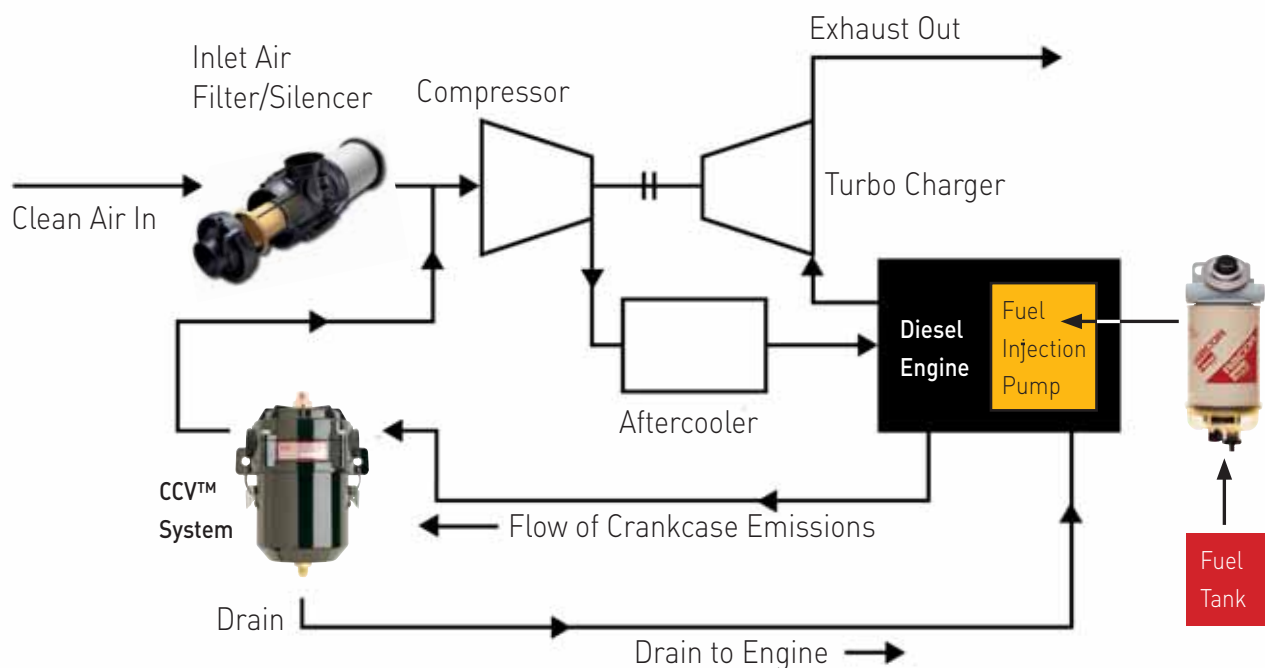 Exhaust Out
Inlet Air
Filter/Silencer
Compressor
Clean Air In
Turbo Charger
Diesel
Engine
Fuel
Injection
Pump
Aftercooler
CCV™
System
Flow of Crankcase Emissions
Fuel
Tank
Drain
Drain to Engine